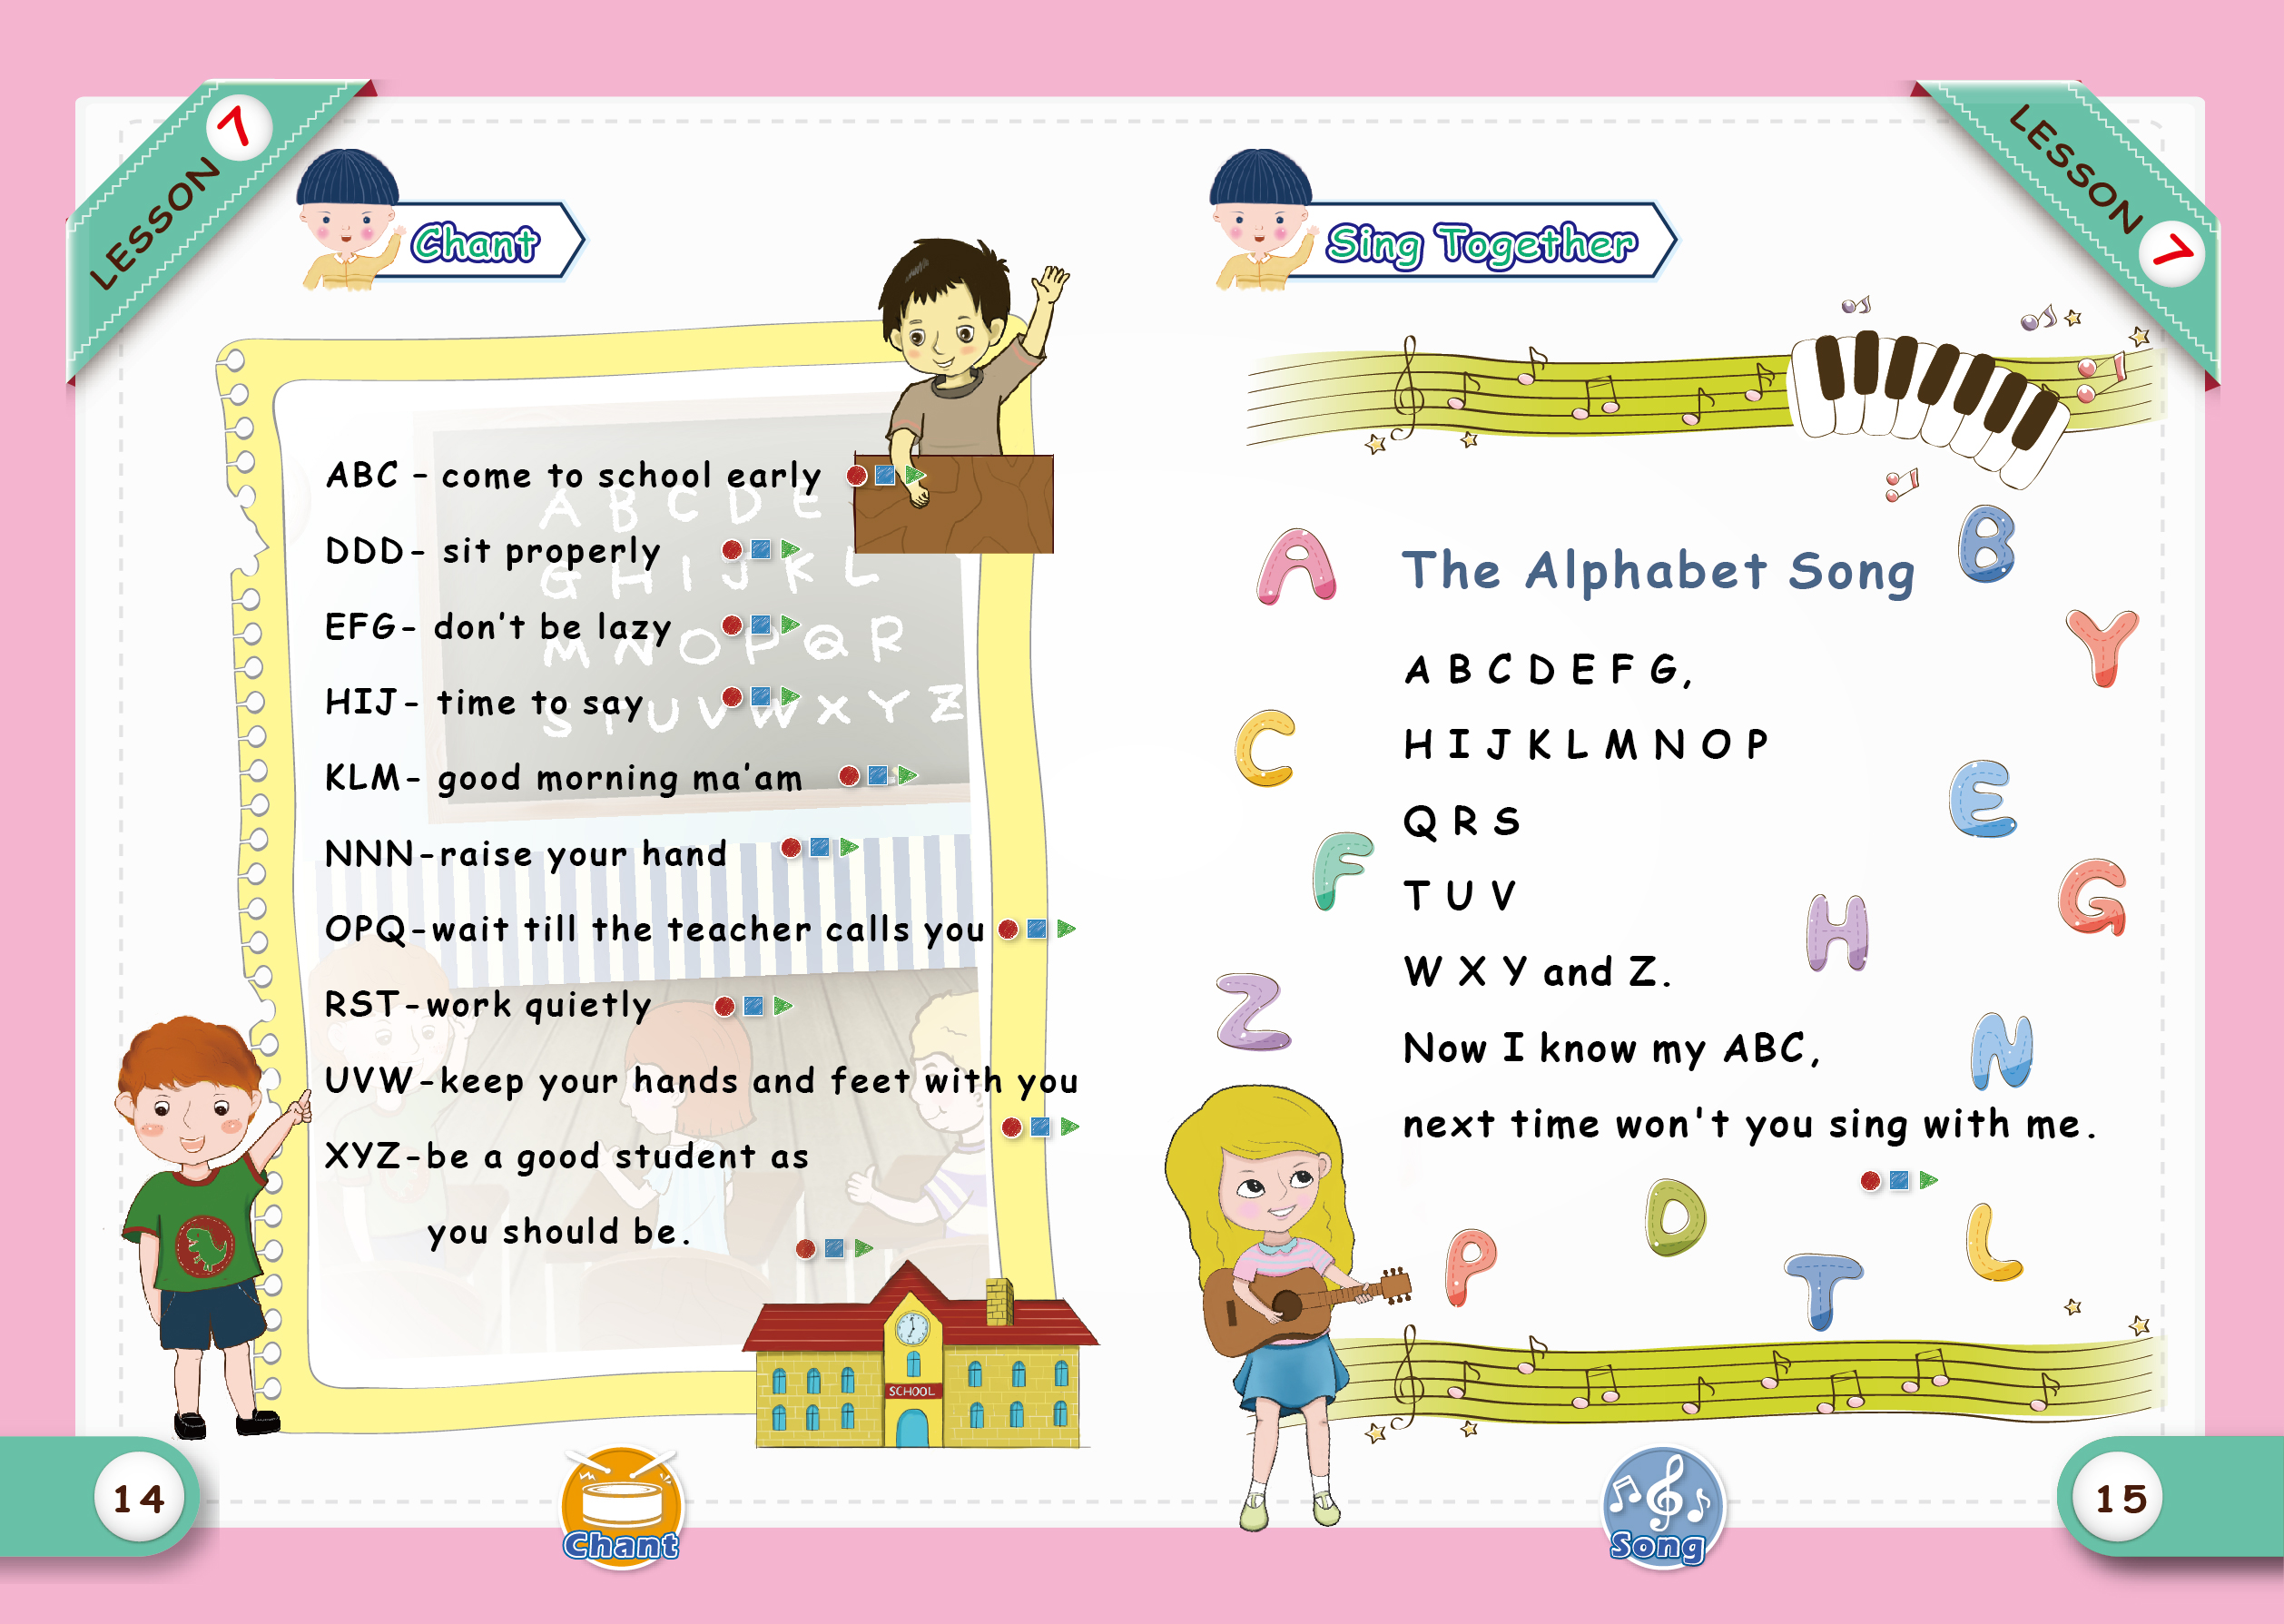 LESSON 7
Chant
ABC - come to school early
DDD- sit properly
EFG- don't be lazy
HIJ- time to say
KLM- good morning ma'am
NNN-raise your hand
OPQ-wait till the teacher calls you
RST-work quietly
UVW-keep your hands and feet with you
XYZ-be a good student as
you should be.
A B C D E
G H I J K L
M N O P Q R
S T U V W X Y Z
SCHOOL
14
Chant
LESSON 7
Sing Together
A
B
The Alphabet Song
Y
A B C D E F G,
C
H I J K L M N O P
E
Q R S
F
G
T U V
H
W X Y and Z.
Z
Now I know my ABC,
N
next time won't you sing with me.
P
D
T
L
Song
15